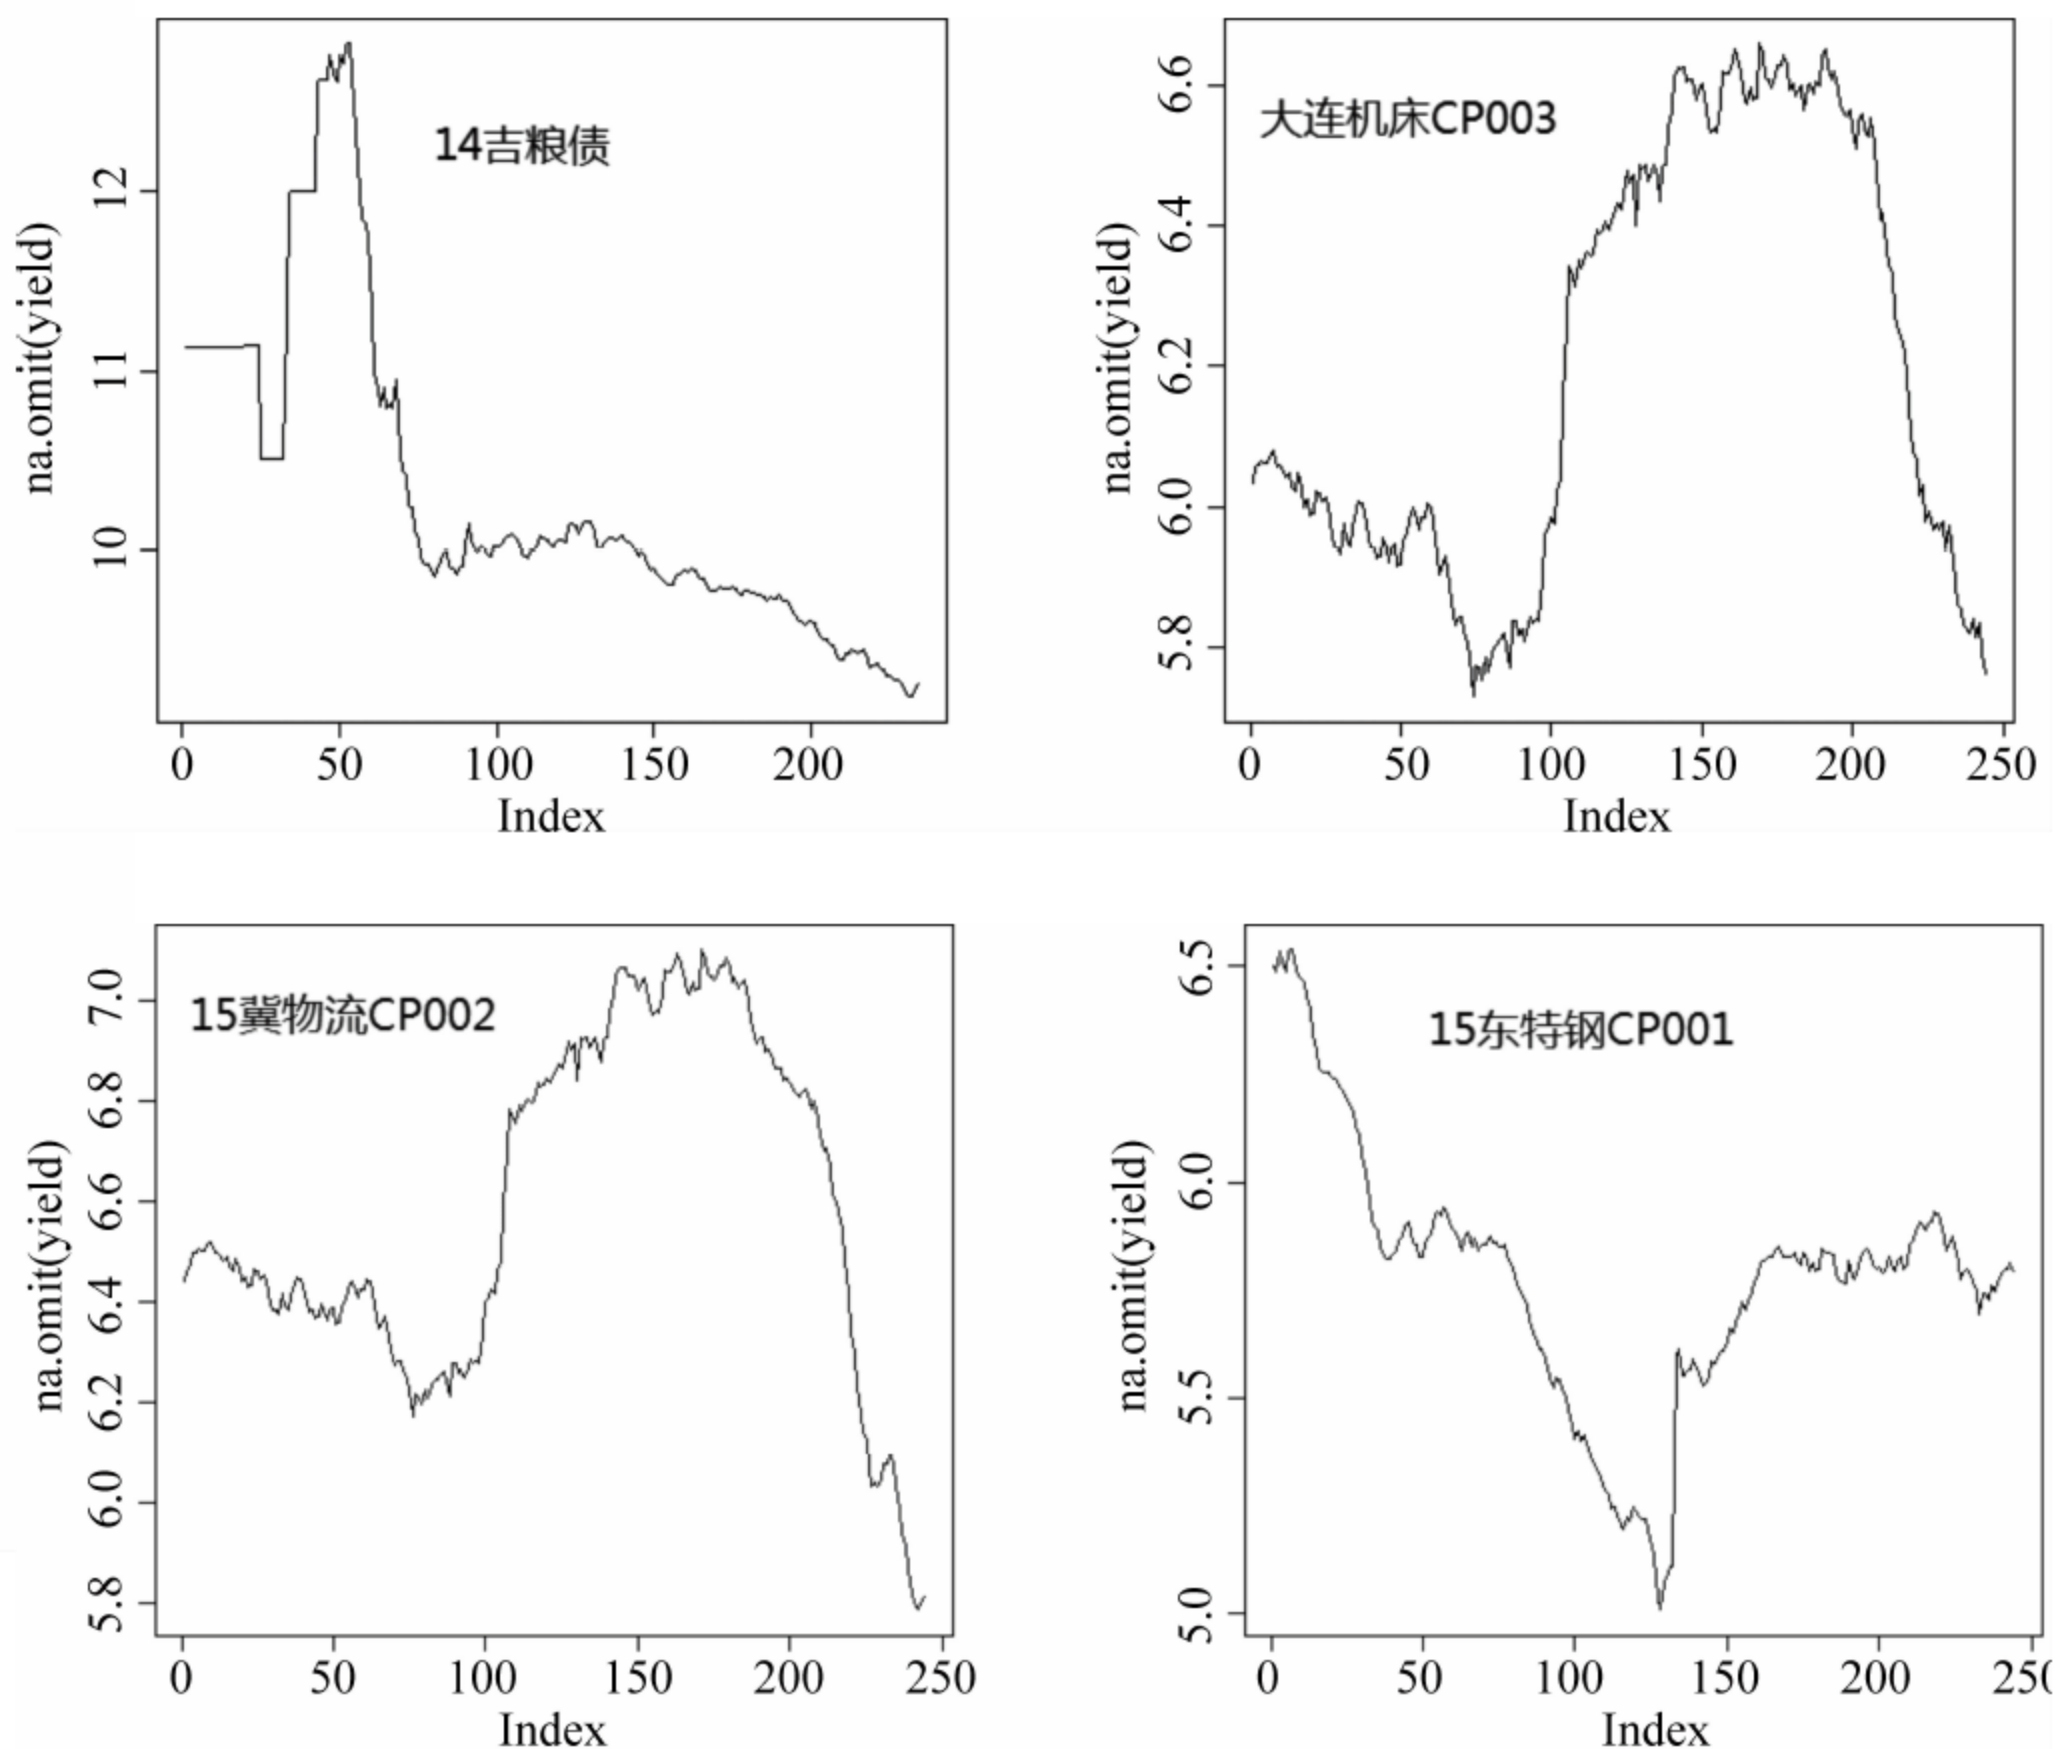 14吉粮债
na.omit(yield)
12
11
10
0 50 100 150 200
Index
大连机床CP003
na.omit(yield)
6.6
6.4
6.2
6.0
5.8
0 50 100 150 200 250
Index
15冀物流CP002
na.omit(yield)
7.0
6.8
6.6
6.4
6.2
6.0
5.8
0 50 100 150 200 250
Index
15东特钢CP001
na.omit(yield)
6.5
6.0
5.5
5.0
0 50 100 150 200 250
Index